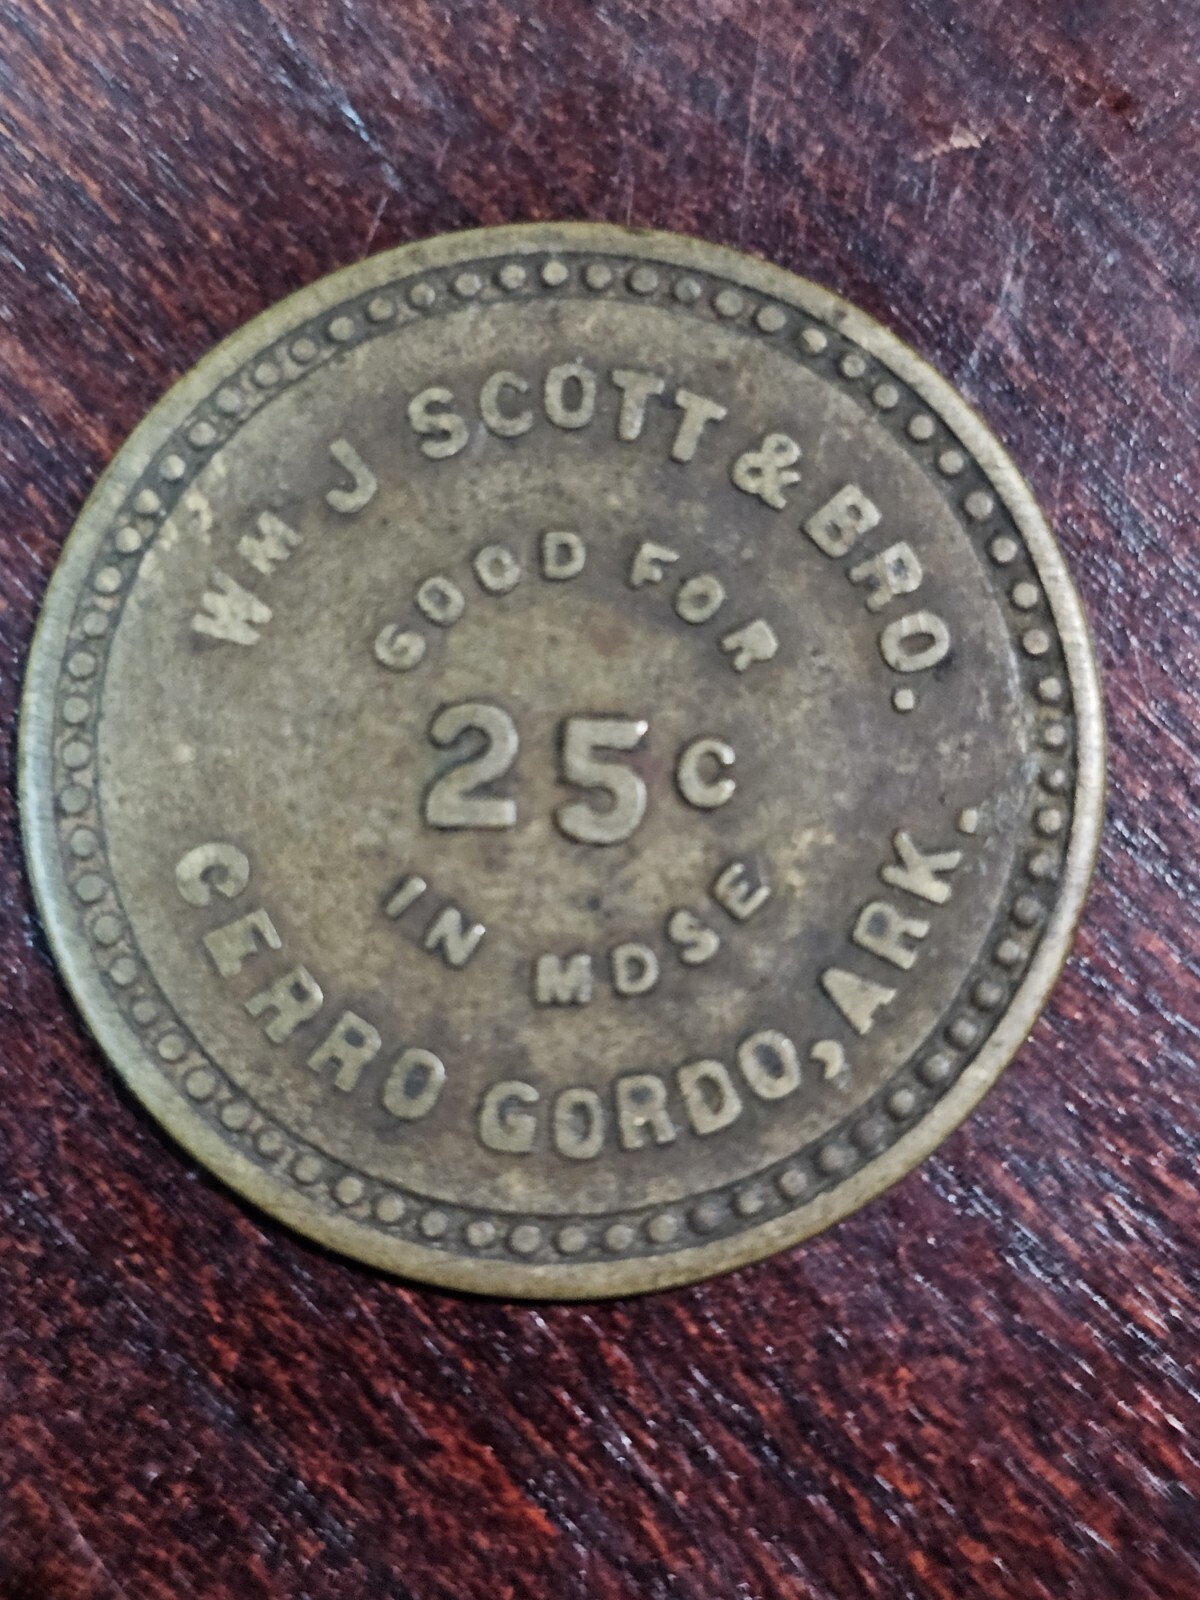 WM J SCOTT & BRO.
GOOD FOR
25C
IN MDSE
CERRO GORDO, ARK.